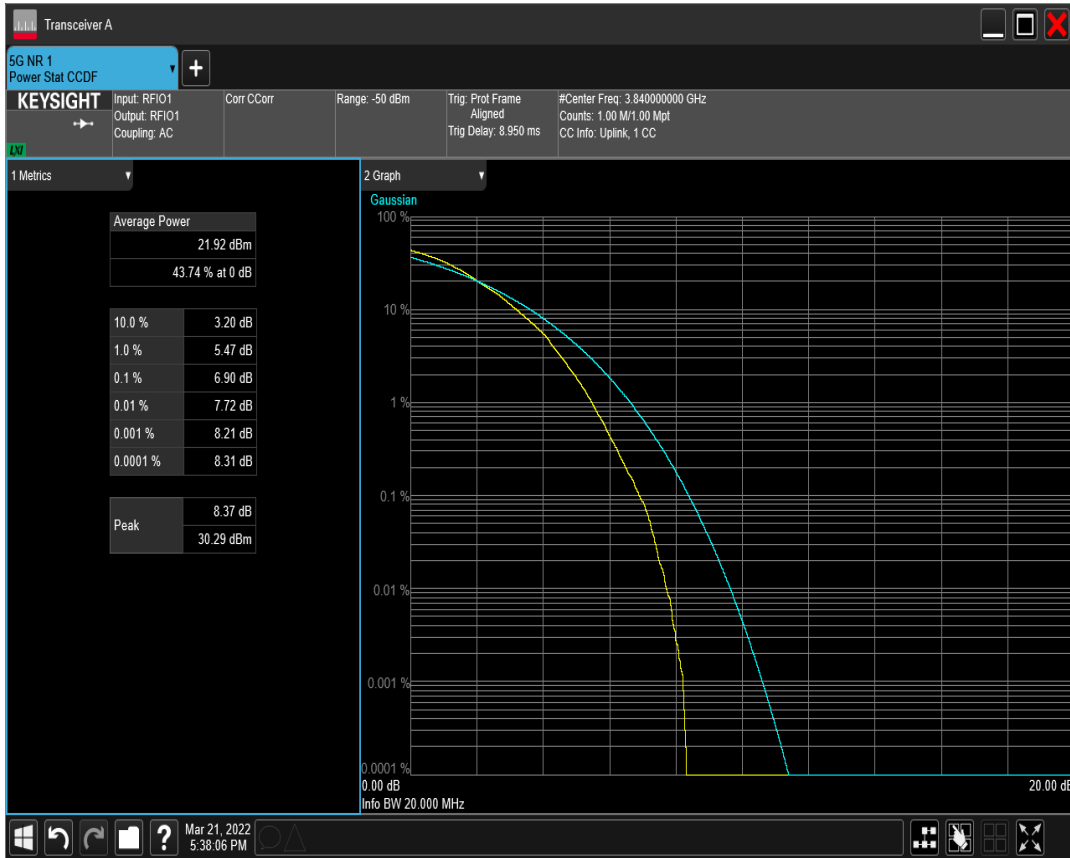 Transceiver A
5G NR 1
Power Stat CCDF
+
KEYSIGHT
LXI
Input: RFIO1
Output: RFIO1
Coupling: AC
Corr CCorr
Range: -50 dBm
Trig: Prot Frame
Aligned
Trig Delay: 8.950 ms
#Center Freq: 3.840000000 GHz
Counts: 1.00 M/1.00 Mpt
CC Info: Uplink, 1 CC
1 Metrics
Average Power
21.92 dBm
43.74 % at 0 dB
10.0 % 3.20 dB
1.0 % 5.47 dB
0.1 % 6.90 dB
0.01 % 7.72 dB
0.001 % 8.21 dB
0.0001 % 8.31 dB
Peak
8.37 dB
30.29 dBm
2 Graph
Gaussian
100 %
10 %
1 %
0.1 %
0.01 %
0.001 %
0.0001 %
0.00 dB 20.00 dB
Info BW 20.000 MHz
?
Mar 21, 2022
5:38:06 PM